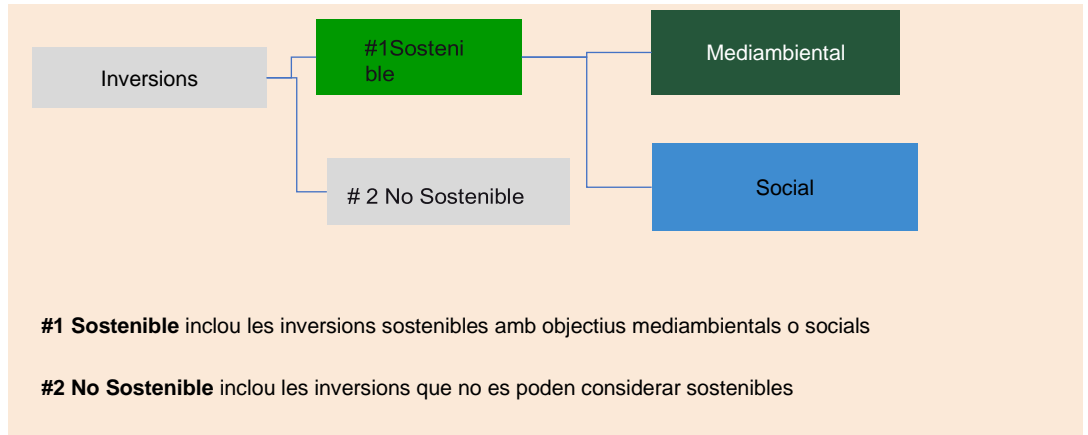 Inversions
#1Sosteni
ble
Mediambiental
# 2 No Sostenible
Social
#1 Sostenible inclou les inversions sostenibles amb objectius mediambientals o socials
#2 No Sostenible inclou les inversions que no es poden considerar sostenibles